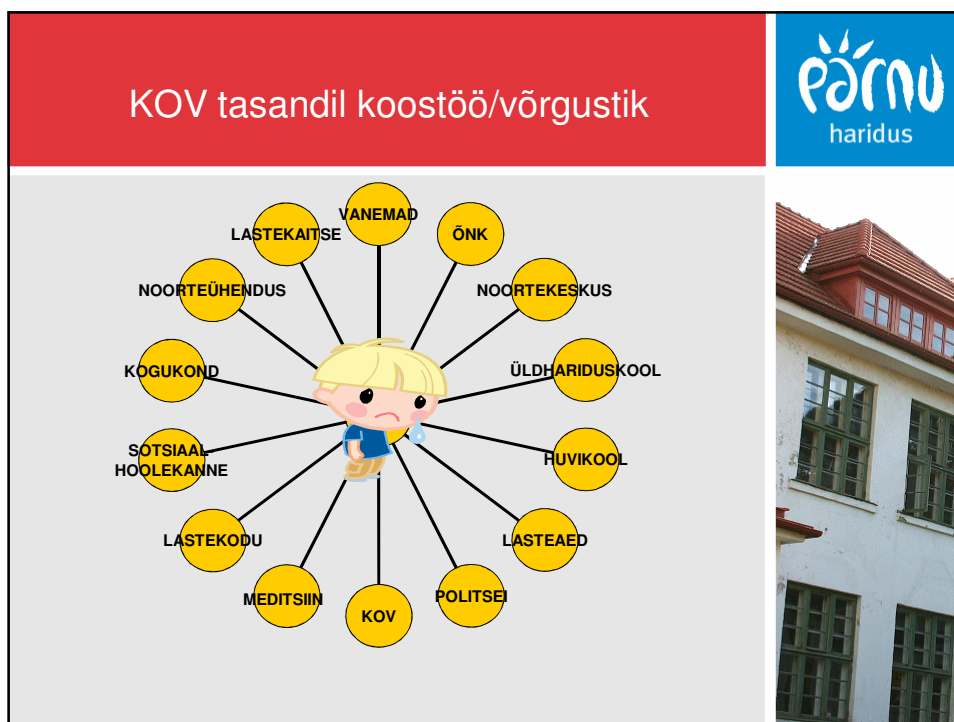 KOV tasandil koostöö/võrgustik
pärnu
haridus
VANEMAD
ÕNK
NOORTEKESKUS
ÜLDHARIDUSKOOL
HUVIKOOL
LASTEAED
POLITSEI
KOV
MEDITSIIN
LASTEKODU
SOTSIAAL-
HOOLEKANNE
KOGUKOND
NOORTEÜHENDUS
LASTEKAITSE